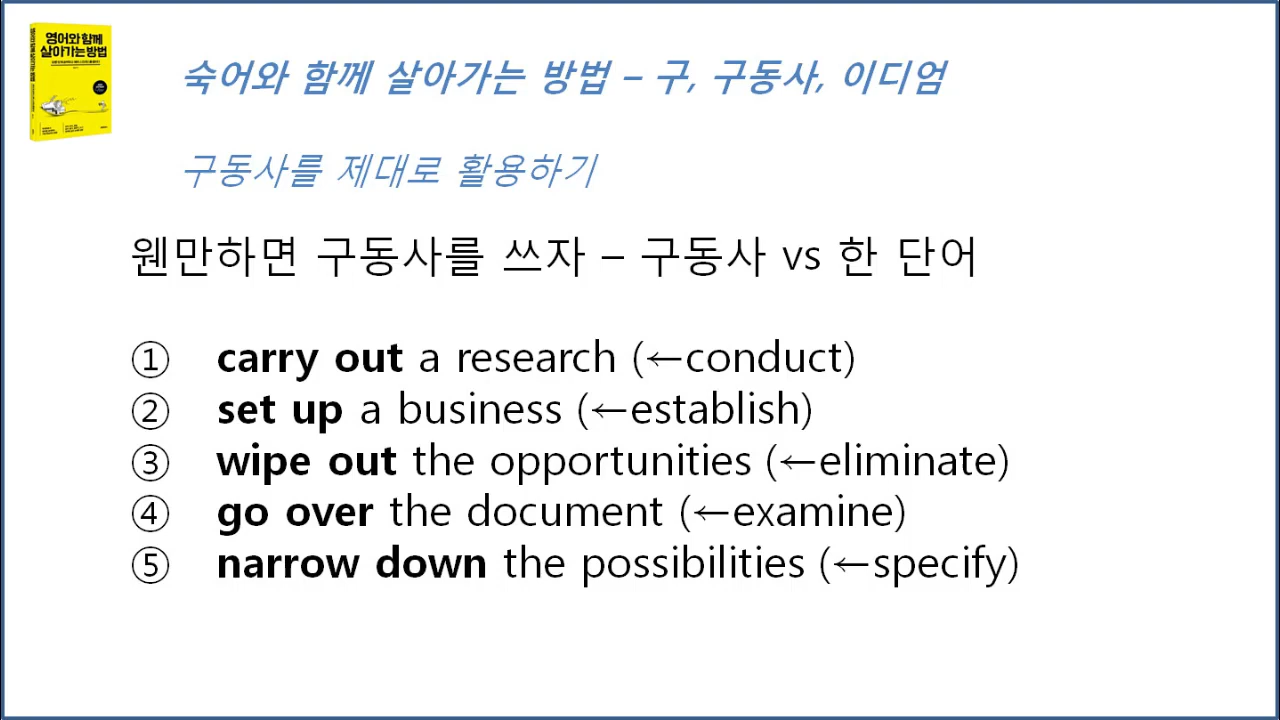 영어와 함께
살아가는 방법
숙어와 함께 살아가는 방법 – 구, 구동사, 이디엄
구동사를 제대로 활용하기
웬만하면 구동사를 쓰자 – 구동사 vs 한 단어
① carry out a research (←conduct)
② set up a business (←establish)
③ wipe out the opportunities (←eliminate)
④ go over the document (←examine)
⑤ narrow down the possibilities (←specify)